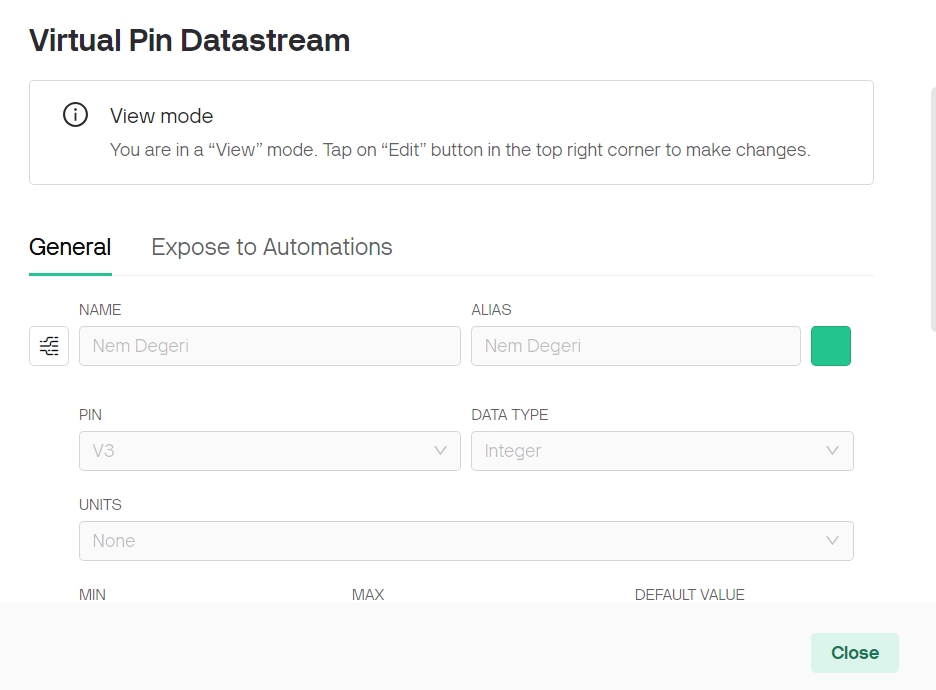 Virtual Pin Datastream
View mode
You are in a “View” mode. Tap on “Edit” button in the top right corner to make changes.
General Expose to Automations
NAME ALIAS
Nem Degeri Nem Degeri
PIN DATA TYPE
V3 Integer
UNITS
None
MIN MAX DEFAULT VALUE
Close